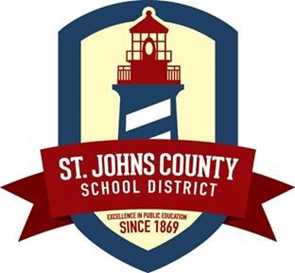 ST. JOHNS COUNTY
SCHOOL DISTRICT
EXCELLENCE IN PUBLIC EDUCATION
SINCE 1869